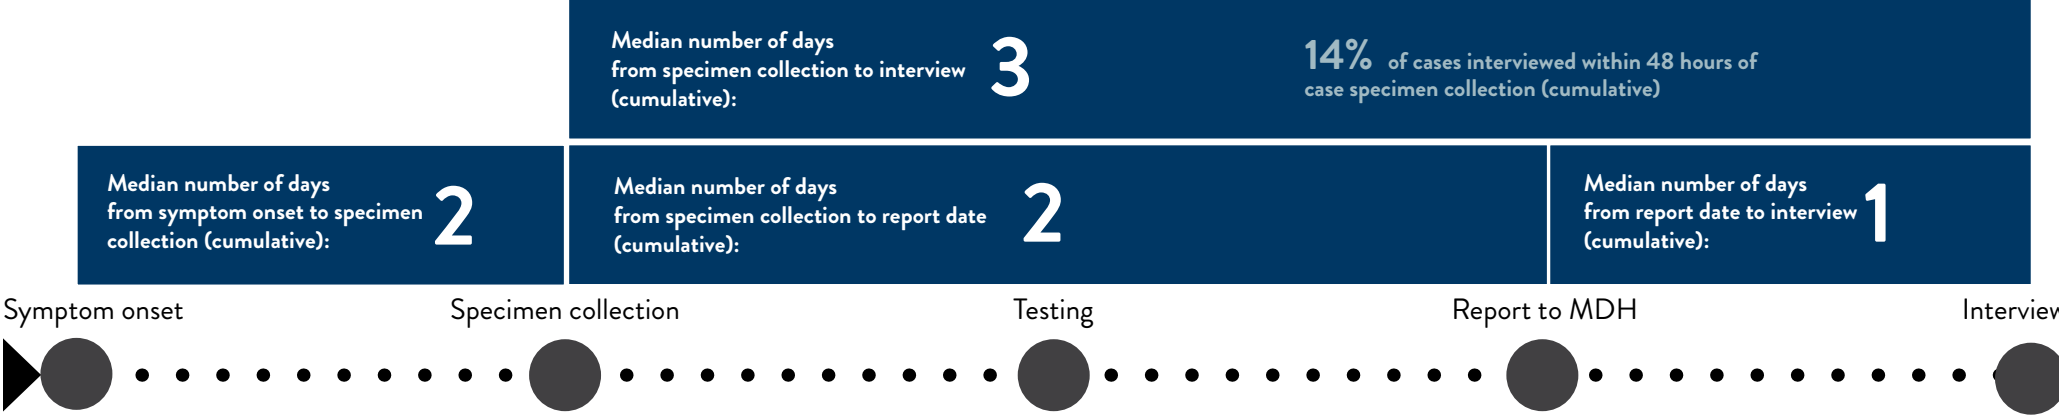 Median number of days
from specimen collection to interview
(cumulative):
3
14% of cases interviewed within 48 hours of
case specimen collection (cumulative)
Median number of days
from symptom onset to specimen
collection (cumulative):
2
Median number of days
from specimen collection to report date
(cumulative):
2
Median number of days
from report date to interview
(cumulative):
1
Symptom onset
Specimen collection
Testing
Report to MDH
Interview